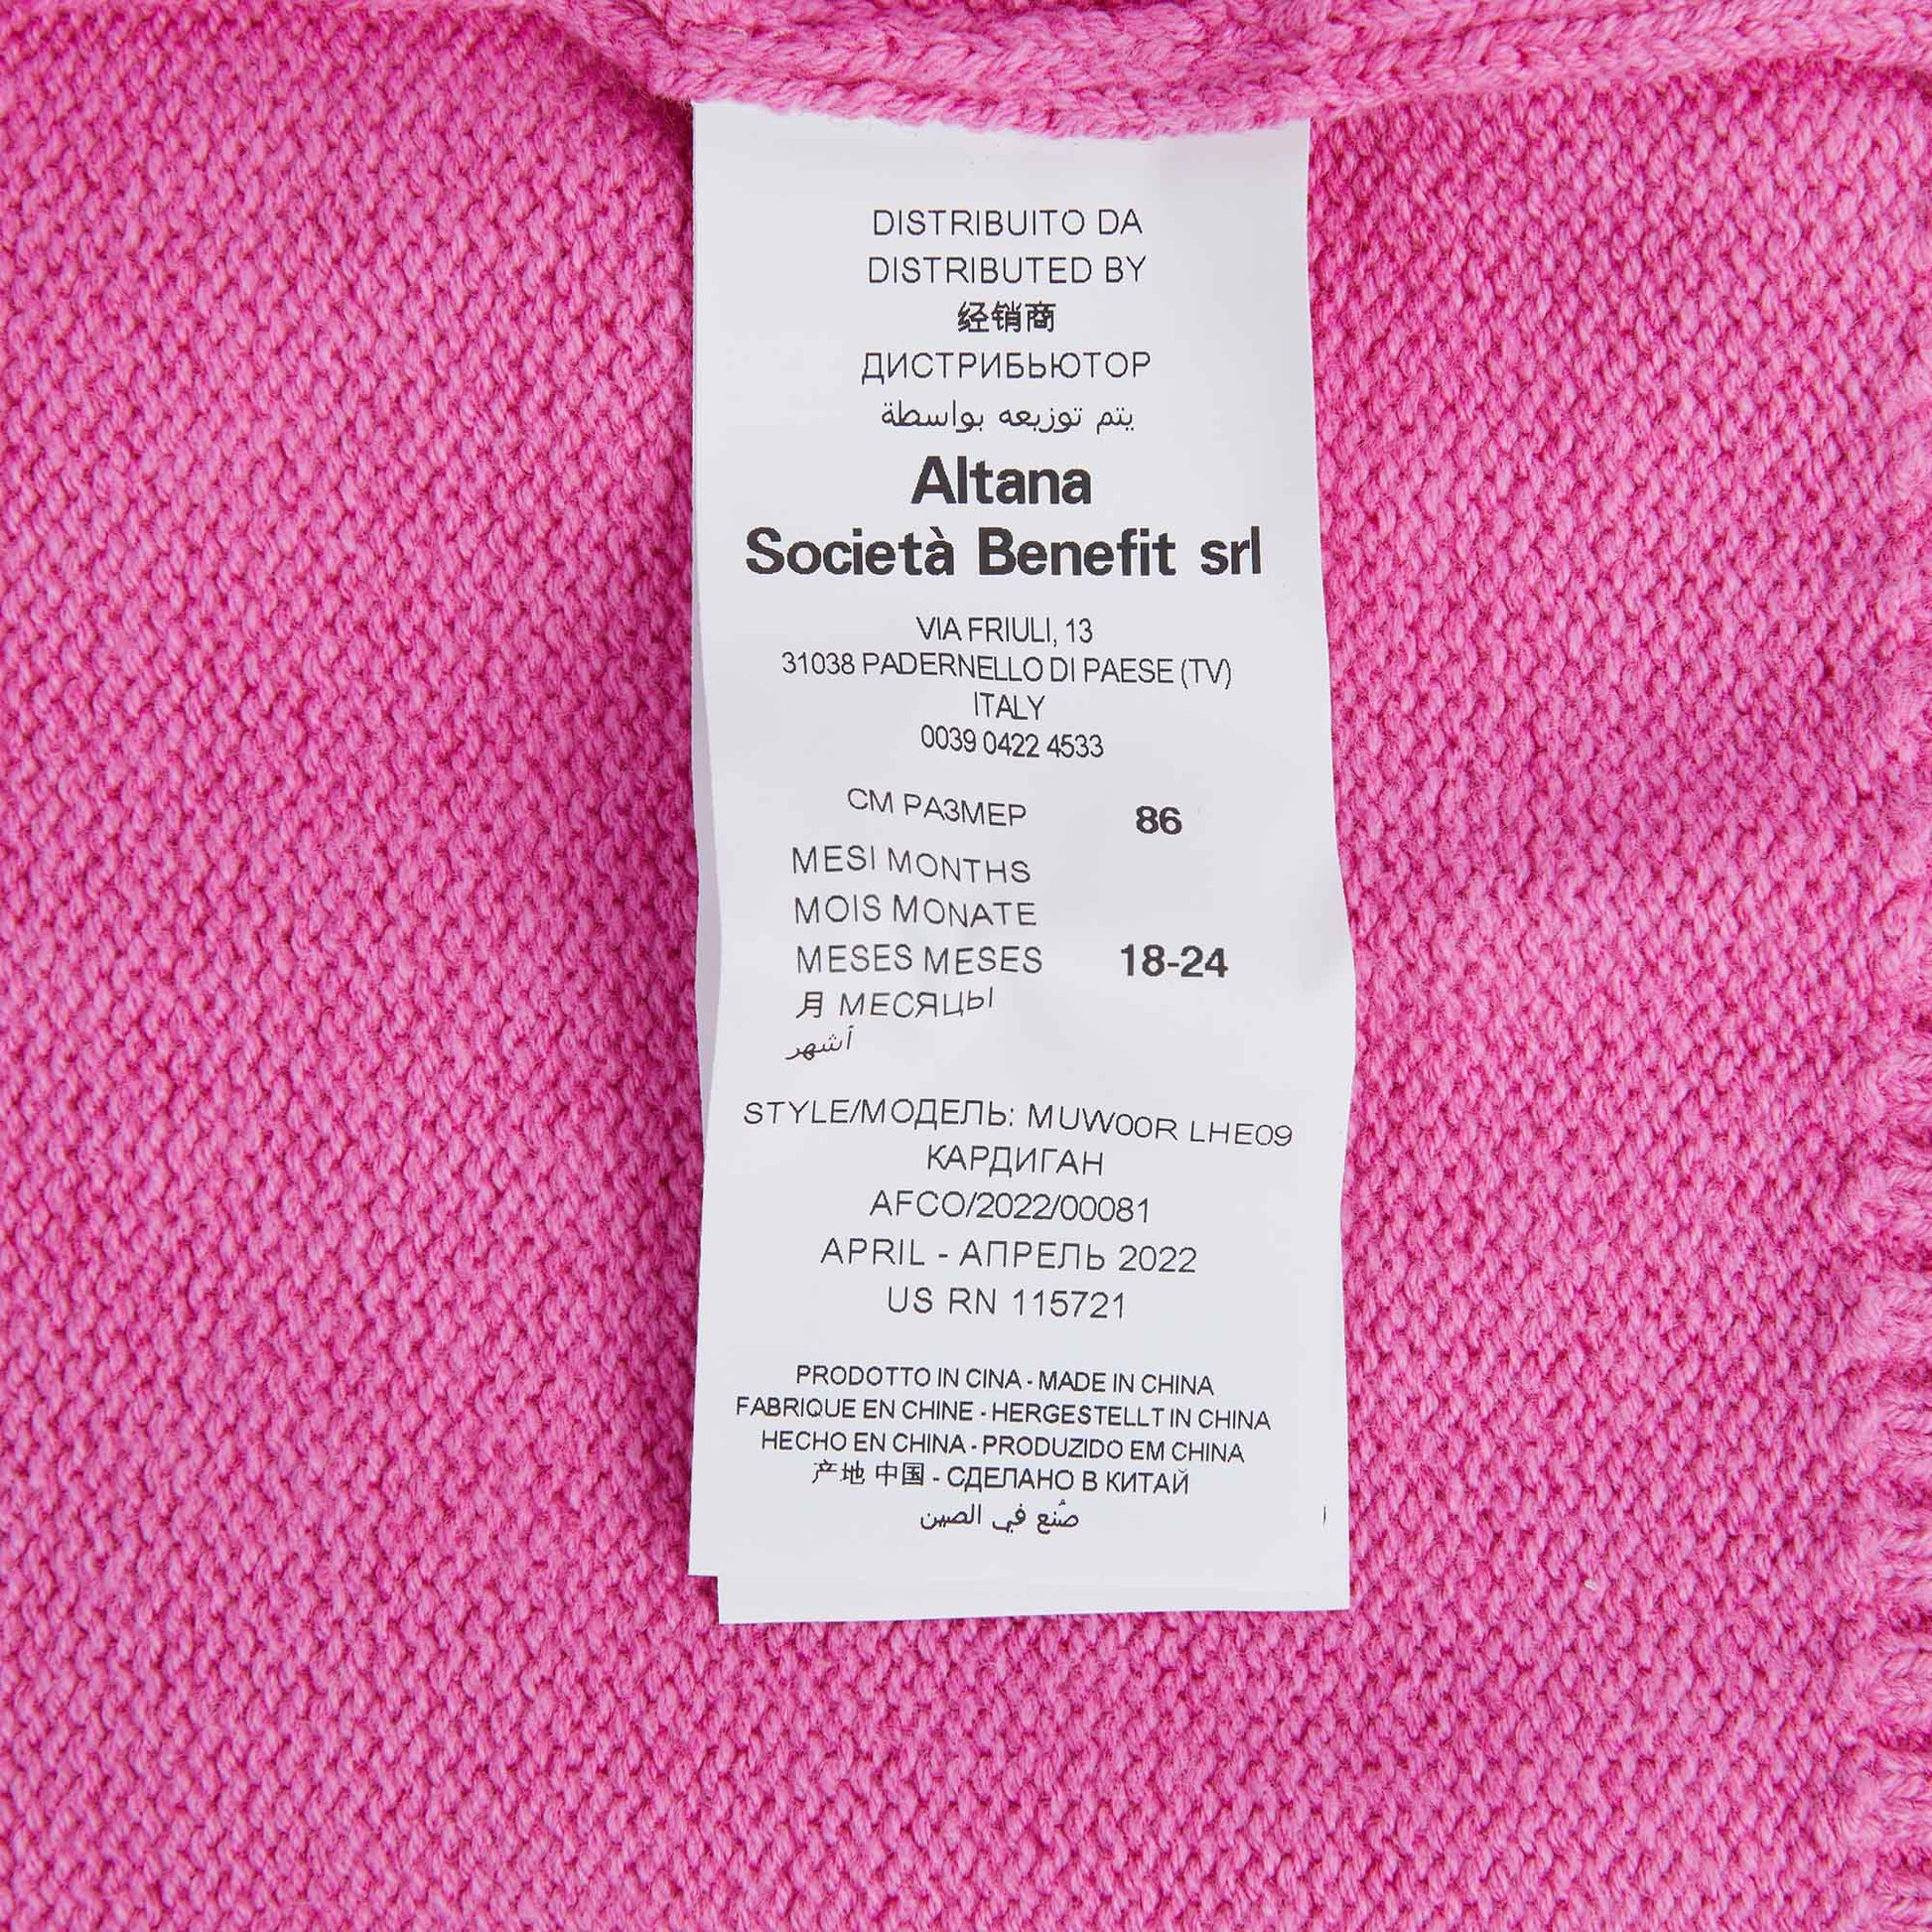 DISTRIBUITO DA
DISTRIBUTED BY
经销商
ДИСТРИБЬЮТОР
يتم توزيعه بواسطة
Altana
Società Benefit srl
VIA FRIULI, 13
31038 PADERNELLO DI PAESE (TV)
ITALY
0039 0422 4533
СМ РАЗМЕР 86
MESI MONTHS
MOIS MONATE
MESES MESES 18-24
月 МЕСЯЦЫ
أشهر
STYLE/МОДЕЛЬ: MUW00R LHE09
КАРДИГАН
AFCO/2022/00081
APRIL - АПРЕЛЬ 2022
US RN 115721
PRODOTTO IN CINA - MADE IN CHINA
FABRIQUE EN CHINE - HERGESTELLT IN CHINA
HECHO EN CHINA - PRODUZIDO EM CHINA
产地 中国 - СДЕЛАНО В КИТАЙ
صُنع في الصين